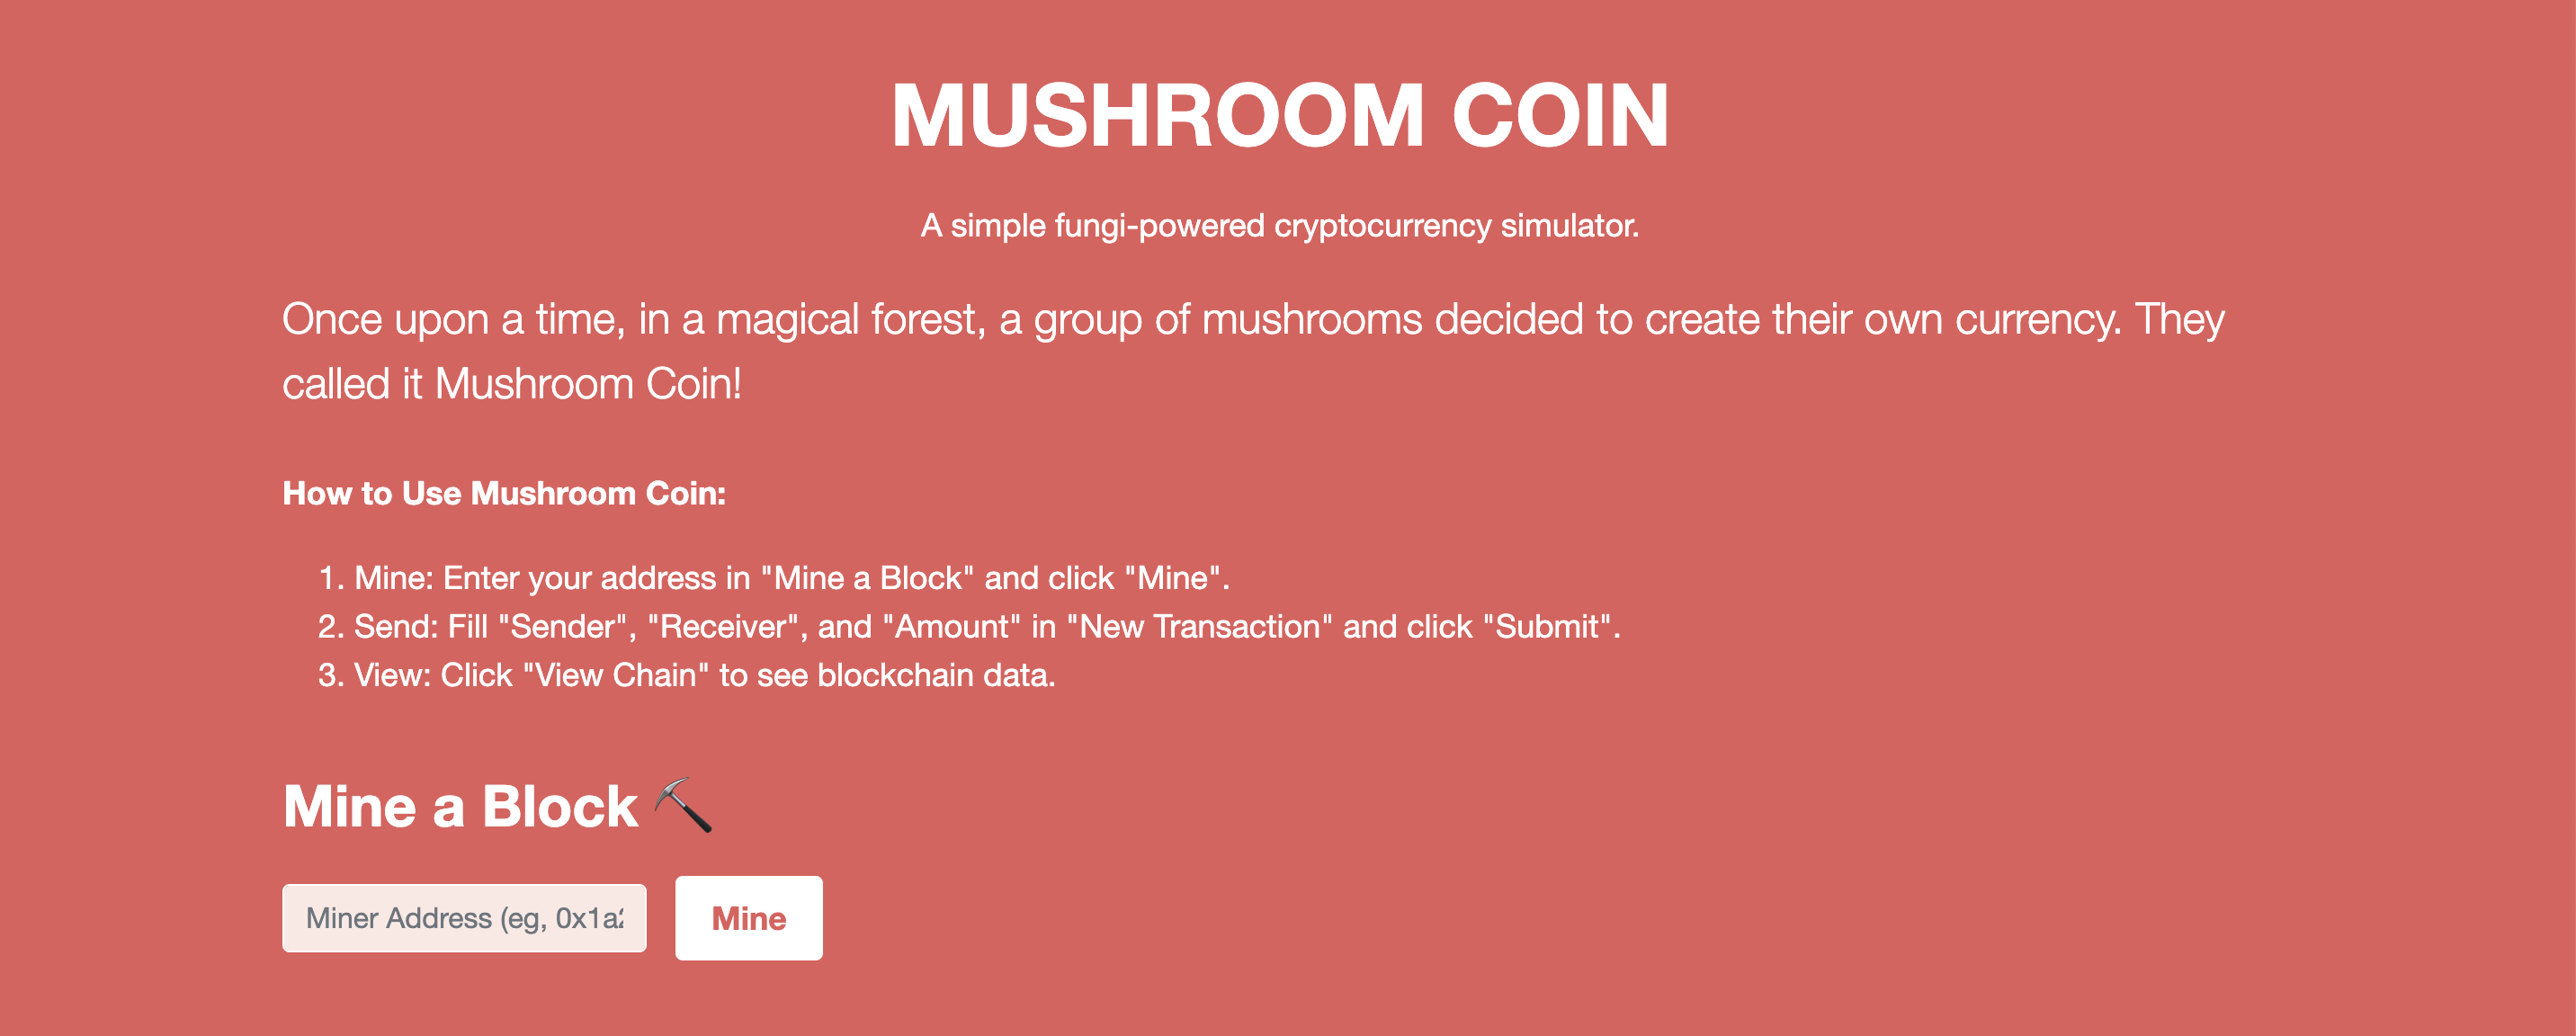 MUSHROOM COIN
A simple fungi-powered cryptocurrency simulator.
Once upon a time, in a magical forest, a group of mushrooms decided to create their own currency. They
called it Mushroom Coin!
How to Use Mushroom Coin:
1. Mine: Enter your address in "Mine a Block" and click "Mine".
2. Send: Fill "Sender", "Receiver", and "Amount" in "New Transaction" and click "Submit".
3. View: Click "View Chain" to see blockchain data.
Mine a Block
Miner Address (eg, 0x1a
Mine